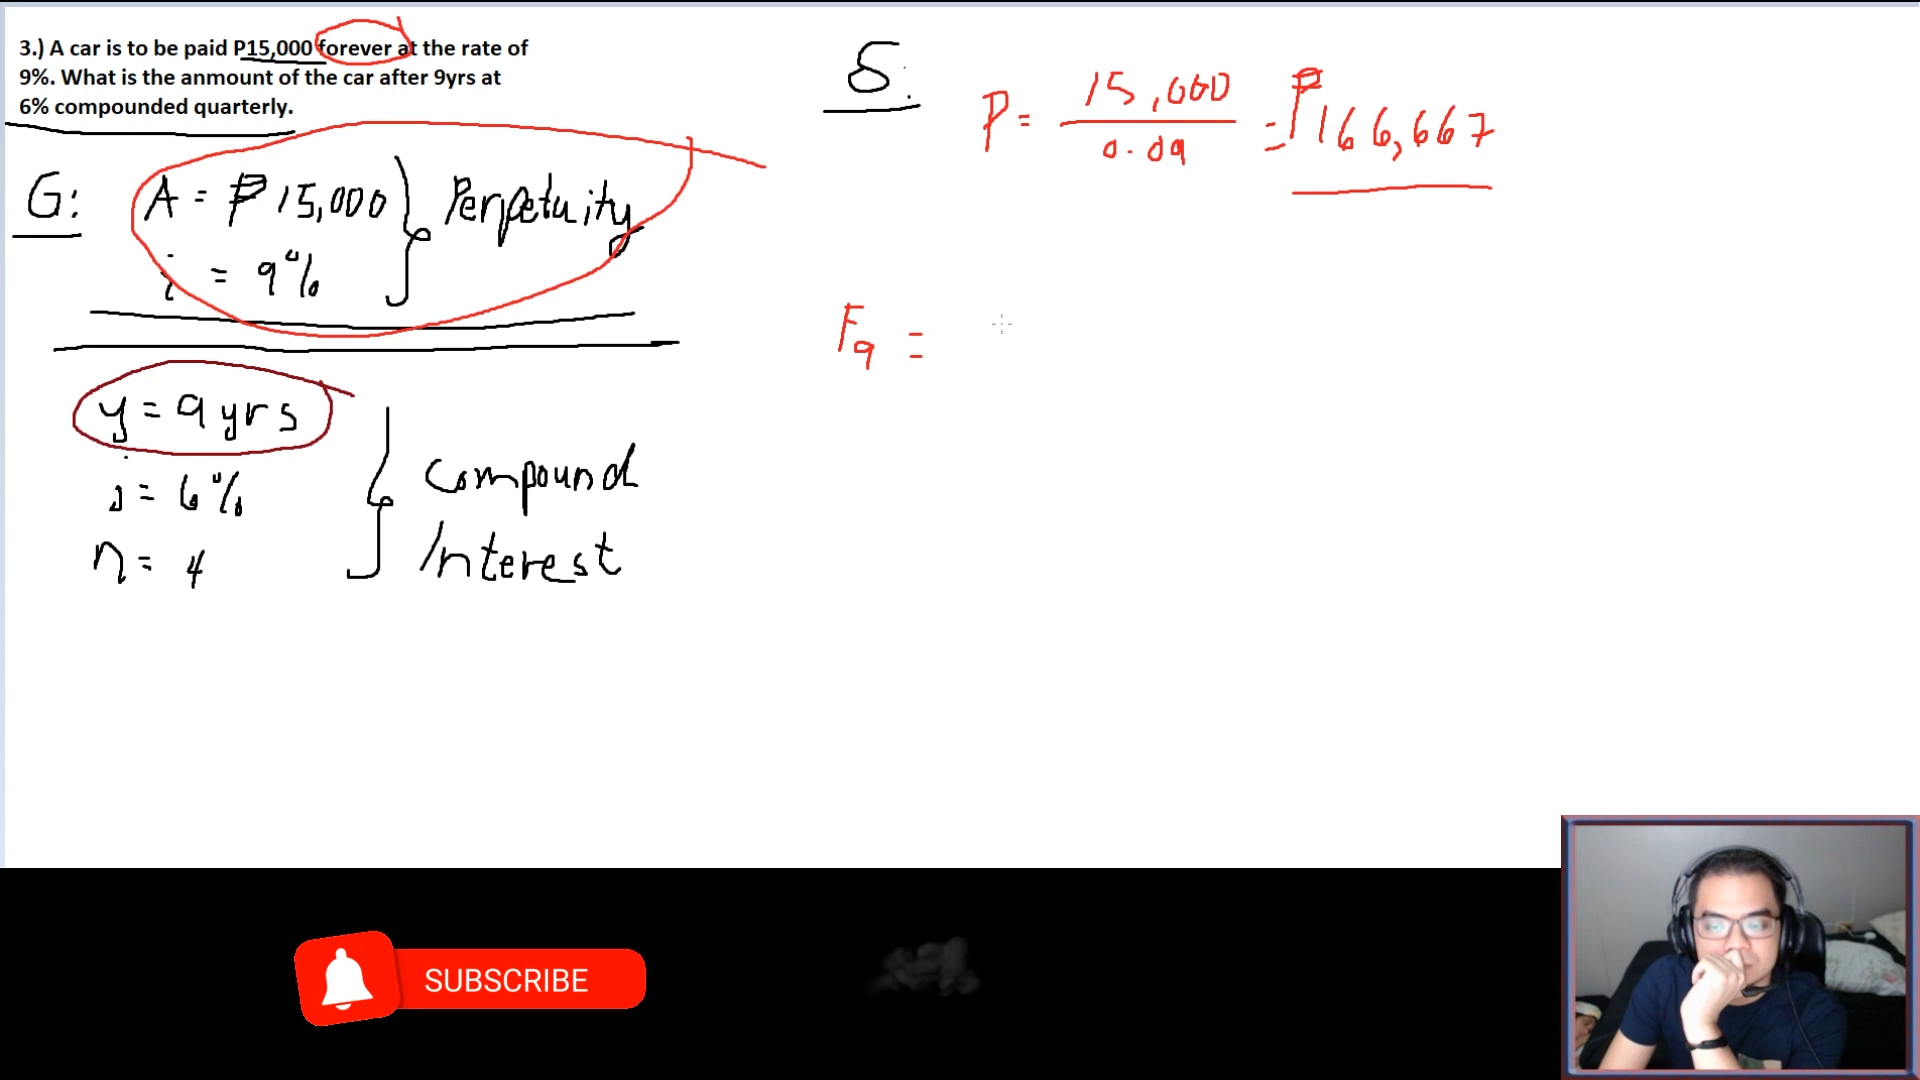 3.) A car is to be paid P15,000 forever at the rate of
9%. What is the anmount of the car after 9yrs at
6% compounded quarterly.
G: A = ₱15,000 } Perpetuity
i = 9%
y = 9yrs
i = 6% } Compound
n = 4 Interest
S:
P = 15,000 / 0.09 = ₱166,667
F₉ =
SUBSCRIBE